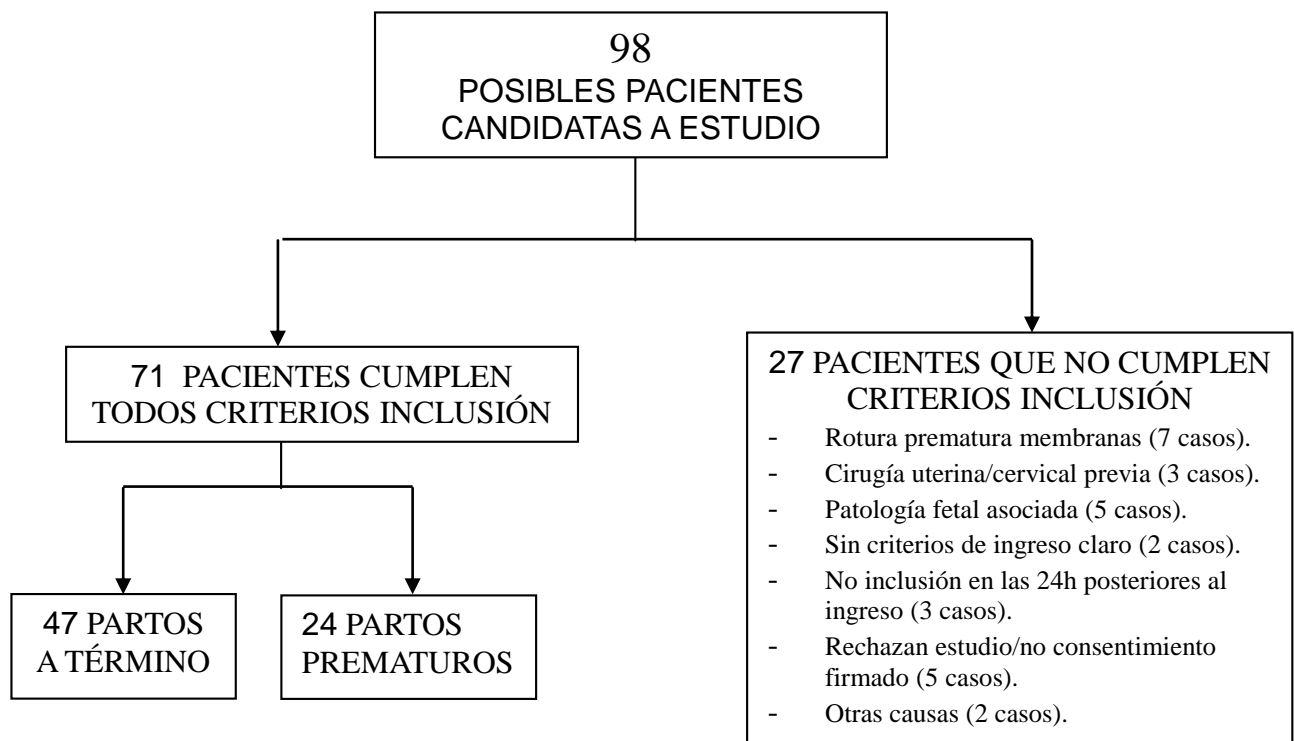 98
POSIBLES PACIENTES
CANDIDATAS A ESTUDIO
71 PACIENTES CUMPLEN
TODOS CRITERIOS INCLUSIÓN
27 PACIENTES QUE NO CUMPLEN
CRITERIOS INCLUSIÓN
- Rotura prematura membranas (7 casos).
- Cirugía uterina/cervical previa (3 casos).
- Patología fetal asociada (5 casos).
- Sin criterios de ingreso claro (2 casos).
- No inclusión en las 24h posteriores al
ingreso (3 casos).
- Rechazan estudio/no consentimiento
firmado (5 casos).
- Otras causas (2 casos).
47 PARTOS
A TÉRMINO
24 PARTOS
PREMATUROS